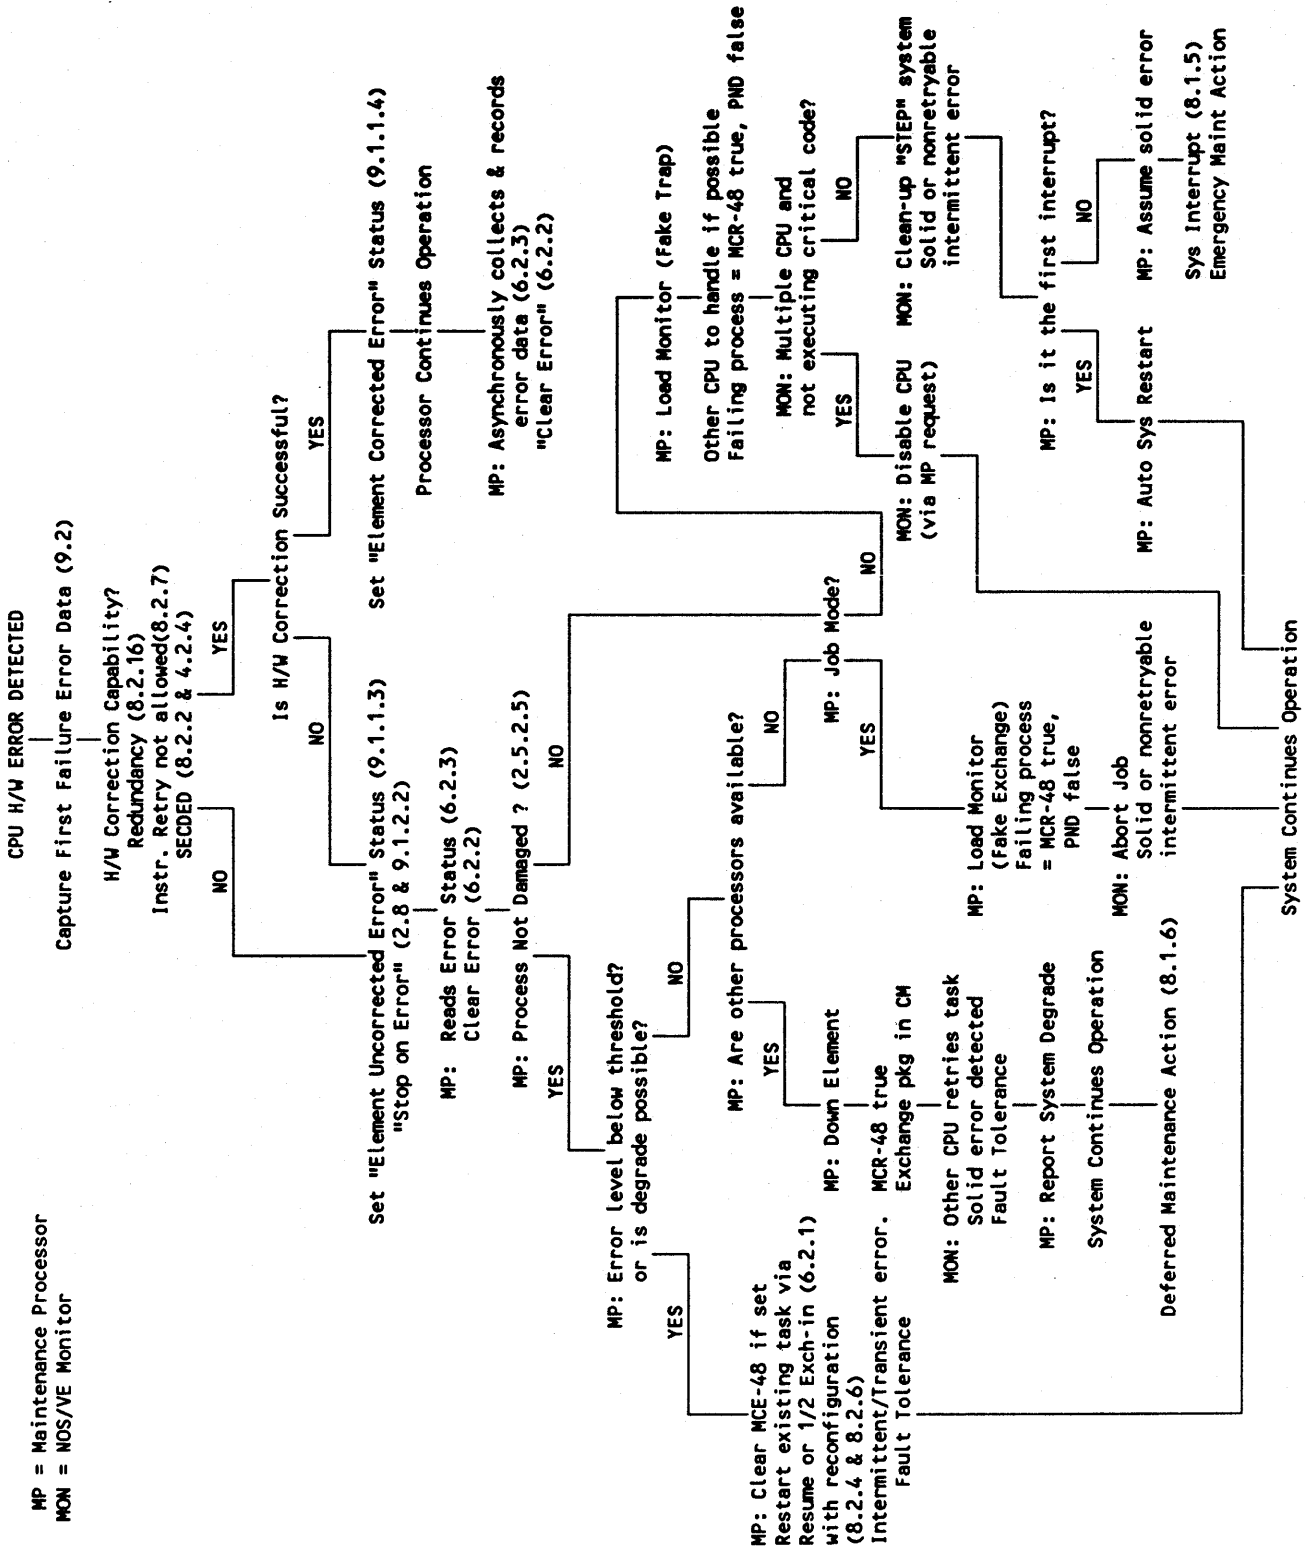 MP = Maintenance Processor
MON = NOS/VE Monitor
CPU H/W ERROR DETECTED
Capture First Failure Error Data (9.2)
H/W Correction Capability?
Redundancy (8.2.16)
Instr. Retry not allowed(8.2.7)
SECDED (8.2.2 & 4.2.4)
NO
YES
Is H/W Correction Successful?
NO
YES
Set "Element Uncorrected Error" Status (9.1.1.3)
"Stop on Error" (2.8 & 9.1.2.2)
Set "Element Corrected Error" Status (9.1.1.4)
Processor Continues Operation
MP: Asynchronously collects & records
error data (6.2.3)
"Clear Error" (6.2.2)
MP: Reads Error Status (6.2.3)
Clear Error (6.2.2)
MP: Process Not Damaged ? (2.5.2.5)
YES
NO
MP: Error level below threshold?
or is degrade possible?
YES
NO
MP: Are other processors available?
YES
NO
MP: Clear MCE-48 if set
Restart existing task via
Resume or 1/2 Exch-in (6.2.1)
with reconfiguration
(8.2.4 & 8.2.6)
Intermittent/Transient error.
Fault Tolerance
MP: Down Element
MCR-48 true
Exchange pkg in CM
MON: Other CPU retries task
Solid error detected
Fault Tolerance
MP: Report System Degrade
System Continues Operation
Deferred Maintenance Action (8.1.6)
MP: Job Mode?
YES
NO
MP: Load Monitor
(Fake Exchange)
Failing process
= MCR-48 true,
PND false
MON: Abort Job
Solid or nonretryable
intermittent error
MP: Load Monitor (Fake Trap)
Other CPU to handle if possible
Failing process = MCR-48 true, PND false
MON: Multiple CPU and
not executing critical code?
YES
NO
MON: Disable CPU
(via MP request)
MON: Clean-up "STEP" system
Solid or nonretryable
intermittent error
MP: Is it the first interrupt?
YES
NO
MP: Auto Sys Restart
MP: Assume solid error
Sys Interrupt (8.1.5)
Emergency Maint Action
System Continues Operation